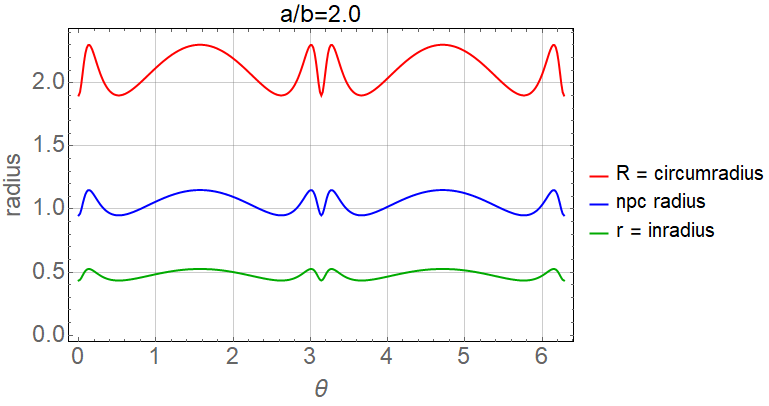 a/b=2.0
radius
2.0
1.5
1.0
0.5
0.0
0 1 2 3 4 5 6
θ
R = circumradius
npc radius
r = inradius